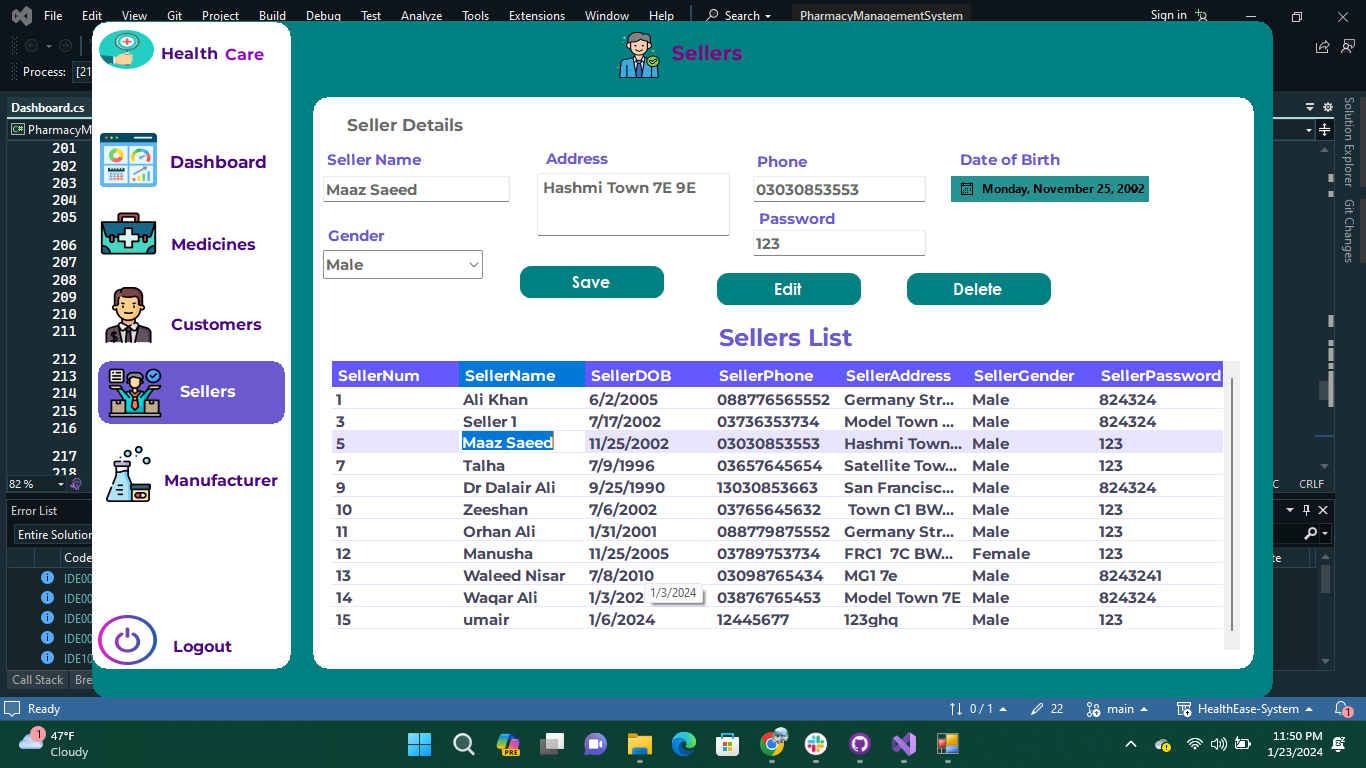 File Edit View Git Project Build Debug Test Analyze Tools Extensions Window Help Search PharmacyManagementSystem Sign in
Process: [21
Dashboard.cs
C# PharmacyM
201
202
203
204
205
206
207
208
209
210
211
212
213
214
215
216
217
218
82 %
Error List
Entire Solution
Code
IDE00
IDE00
IDE00
IDE00
IDE10
Call Stack Bre
Health Care
Dashboard
Medicines
Customers
Sellers
Manufacturer
Logout
Sellers
Seller Details
Seller Name Address Phone Date of Birth
Maaz Saeed Hashmi Town 7E 9E 03030853553 Monday, November 25, 2002
Password
Gender 123
Male
Save Edit Delete
Sellers List
SellerNum SellerName SellerDOB SellerPhone SellerAddress SellerGender SellerPassword
1 Ali Khan 6/2/2005 088776565552 Germany Str... Male 824324
3 Seller 1 7/17/2002 03736353734 Model Town ... Male 824324
5 Maaz Saeed 11/25/2002 03030853553 Hashmi Town... Male 123
7 Talha 7/9/1996 03657645654 Satellite Tow... Male 123
9 Dr Dalair Ali 9/25/1990 13030853663 San Francisc... Male 824324
10 Zeeshan 7/6/2002 03765645632 Town C1 BW... Male 123
11 Orhan Ali 1/31/2001 088779875552 Germany Str... Male 123
12 Manusha 11/25/2005 03789753734 FRC1 7C BW... Female 123
13 Waleed Nisar 7/8/2010 03098765434 MG1 7e Male 8243241
14 Waqar Ali 1/3/202 03876765453 Model Town 7E Male 824324
1/3/2024
15 umair 1/6/2024 12445677 123ghq Male 123
Solution Explorer
Git Changes
C CRLF
te
Ready 0 / 1 22 main HealthEase-System 1
1 47°F
Cloudy
PRE
11:50 PM
1/23/2024